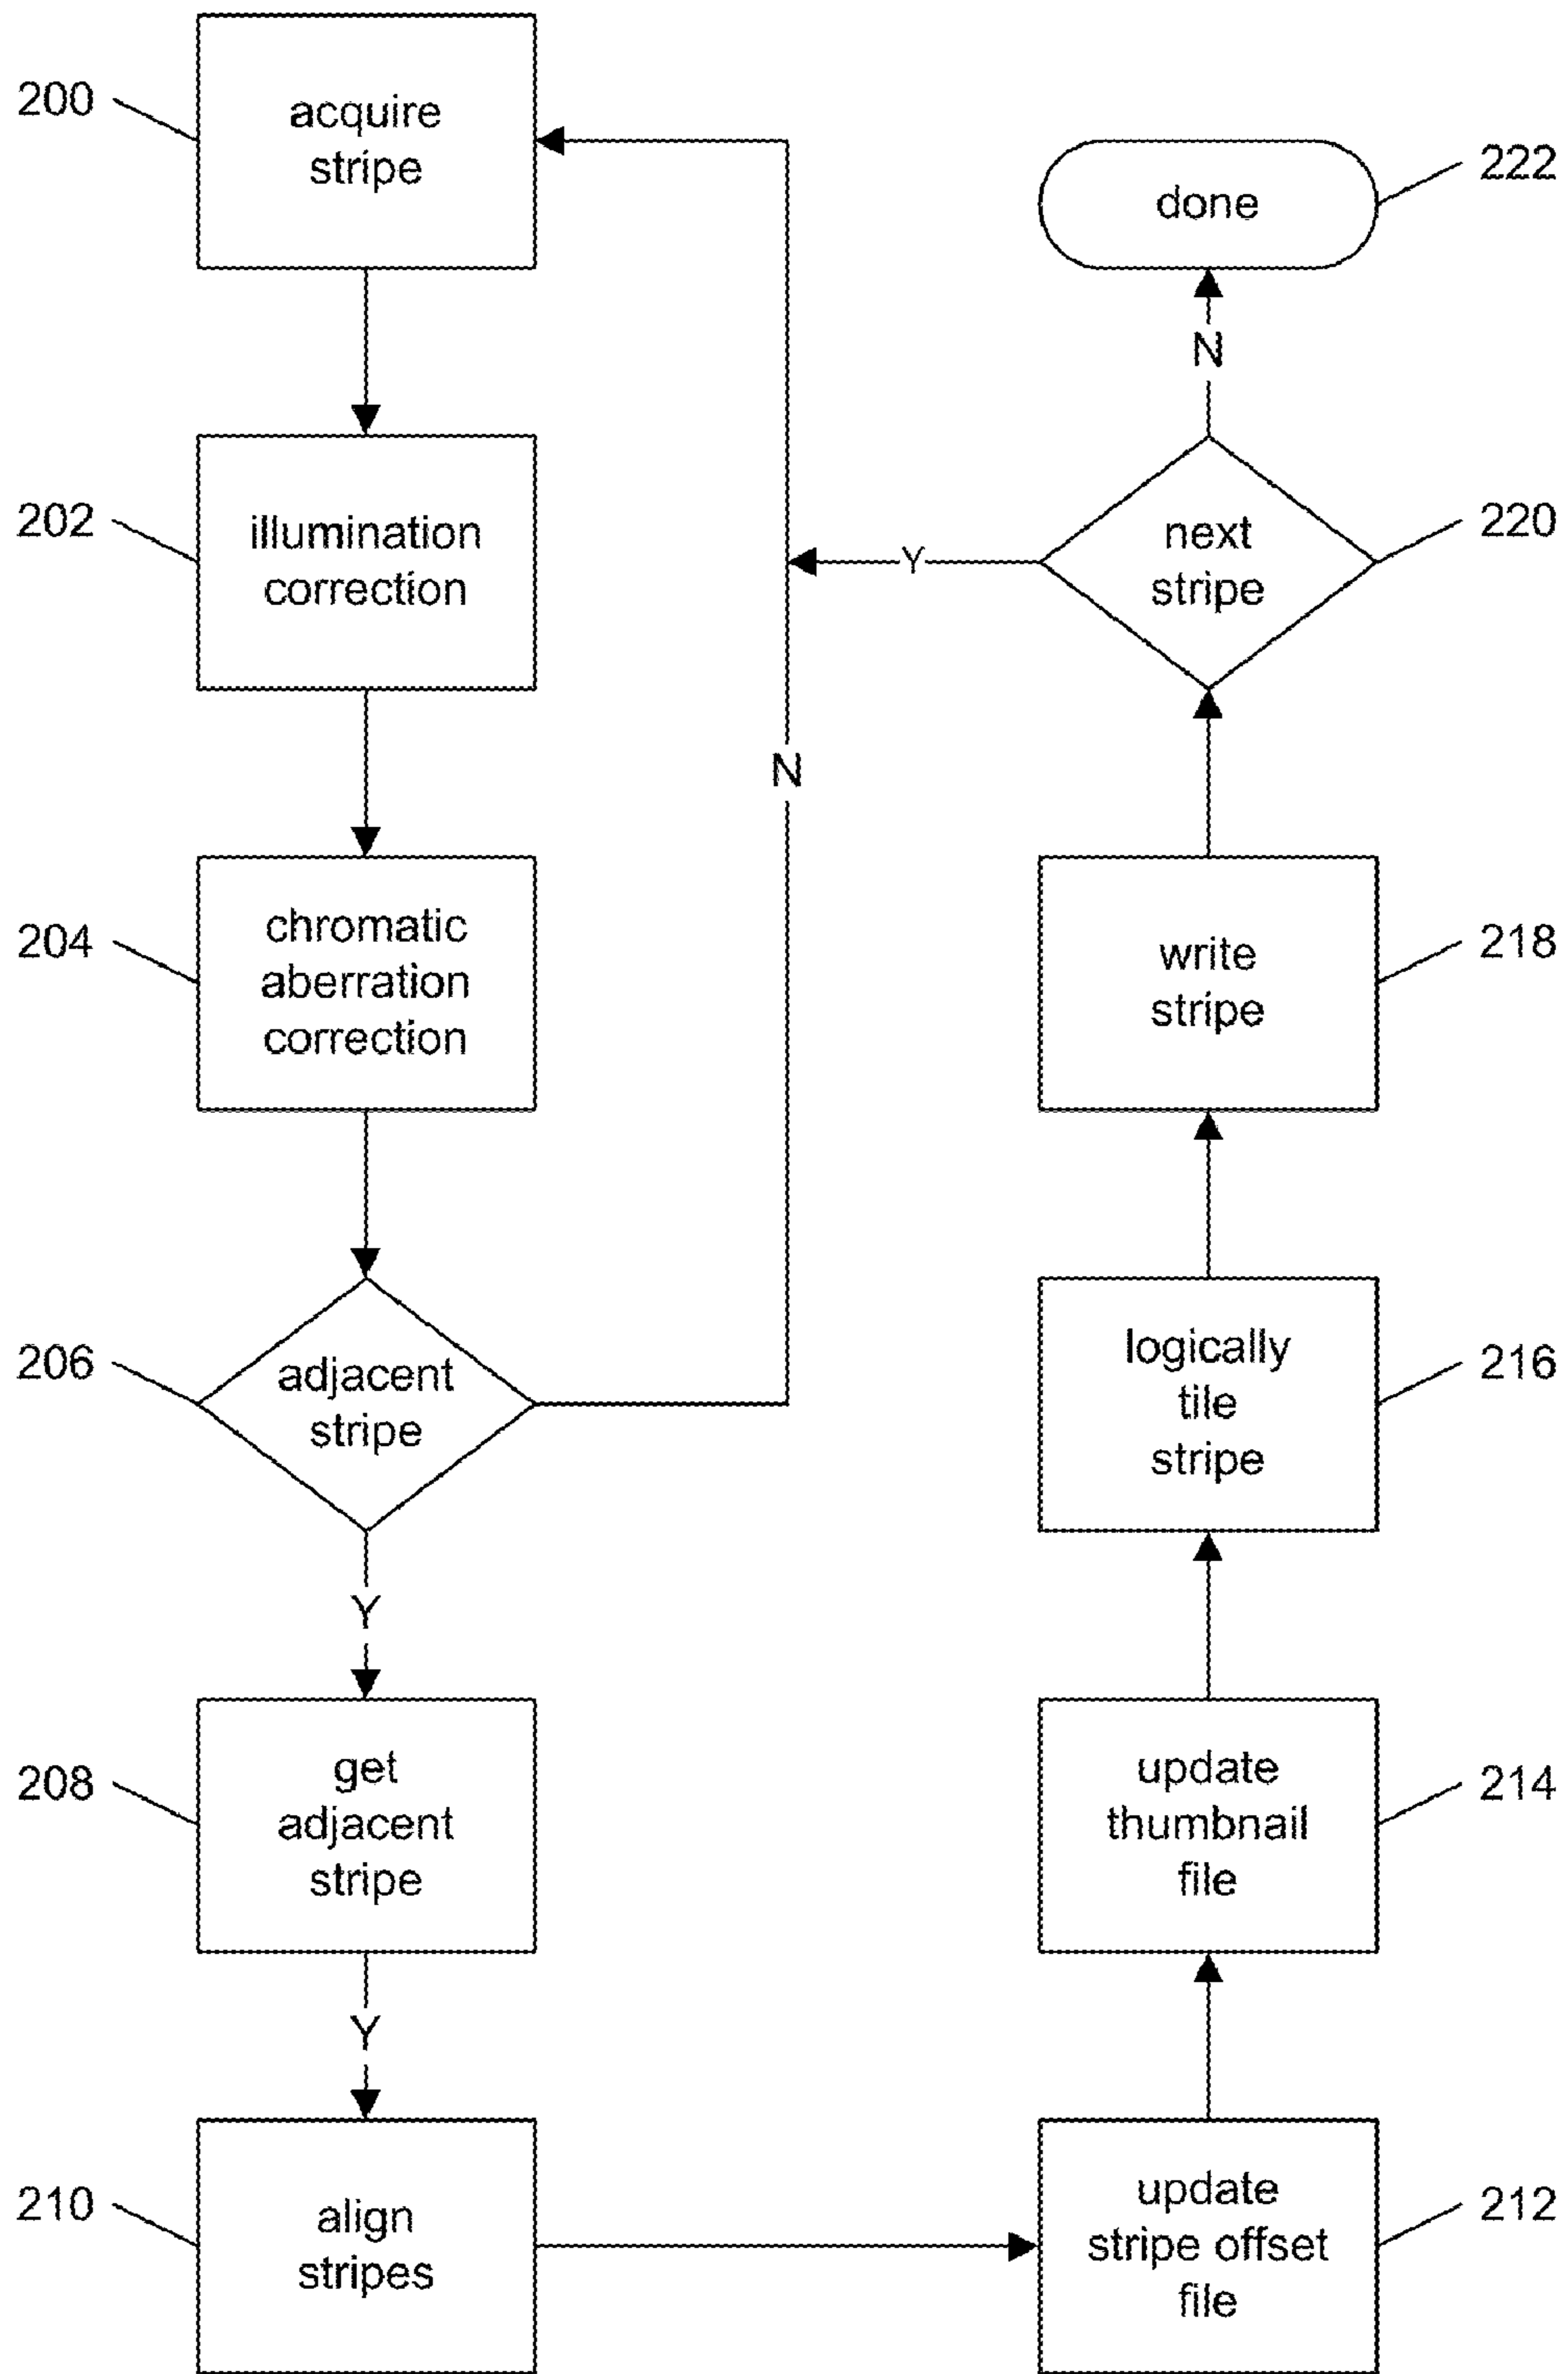 200
acquire
stripe
202
illumination
correction
204
chromatic
aberration
correction
206
adjacent
stripe
N
Y
208
get
adjacent
stripe
Y
210
align
stripes
212
update
stripe offset
file
214
update
thumbnail
file
216
logically
tile
stripe
218
write
stripe
220
next
stripe
Y
N
222
done